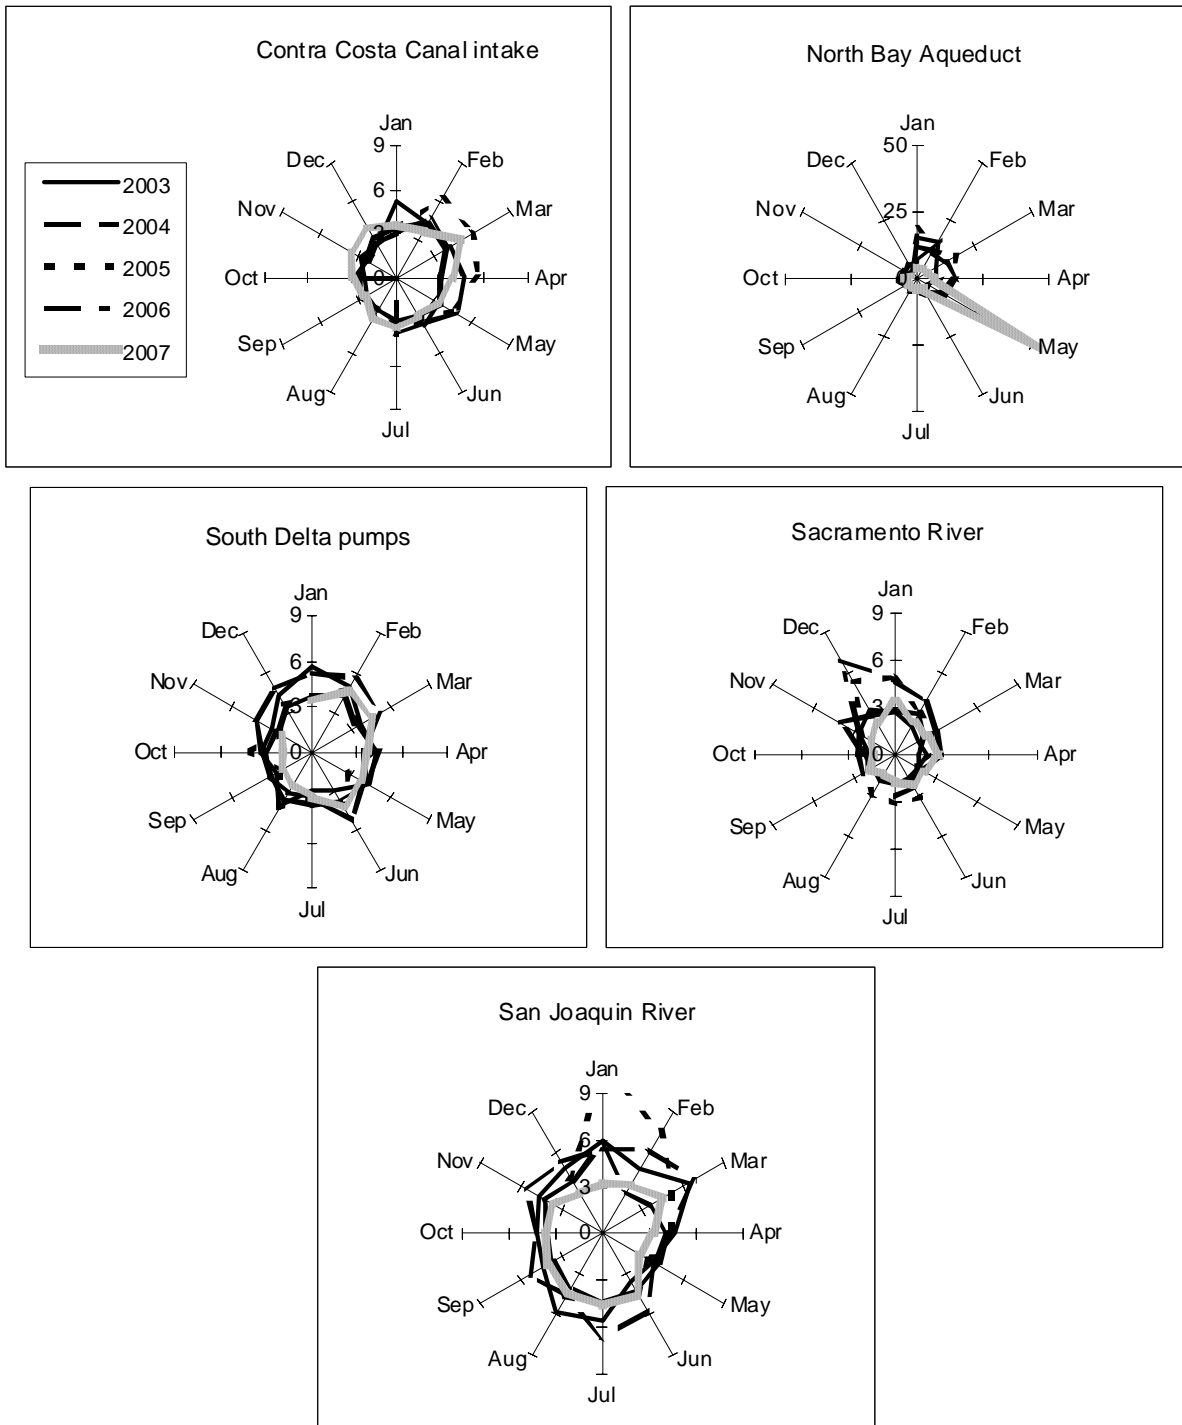 Contra Costa Canal intake
Jan
9
6
3
0
Feb
Mar
Apr
May
Jun
Jul
Aug
Sep
Oct
Nov
Dec
2003
2004
2005
2006
2007
North Bay Aqueduct
Jan
50
25
0
Feb
Mar
Apr
May
Jun
Jul
Aug
Sep
Oct
Nov
Dec
South Delta pumps
Jan
9
6
3
0
Feb
Mar
Apr
May
Jun
Jul
Aug
Sep
Oct
Nov
Dec
Sacramento River
Jan
9
6
3
0
Feb
Mar
Apr
May
Jun
Jul
Aug
Sep
Oct
Nov
Dec
San Joaquin River
Jan
9
6
3
0
Feb
Mar
Apr
May
Jun
Jul
Aug
Sep
Oct
Nov
Dec